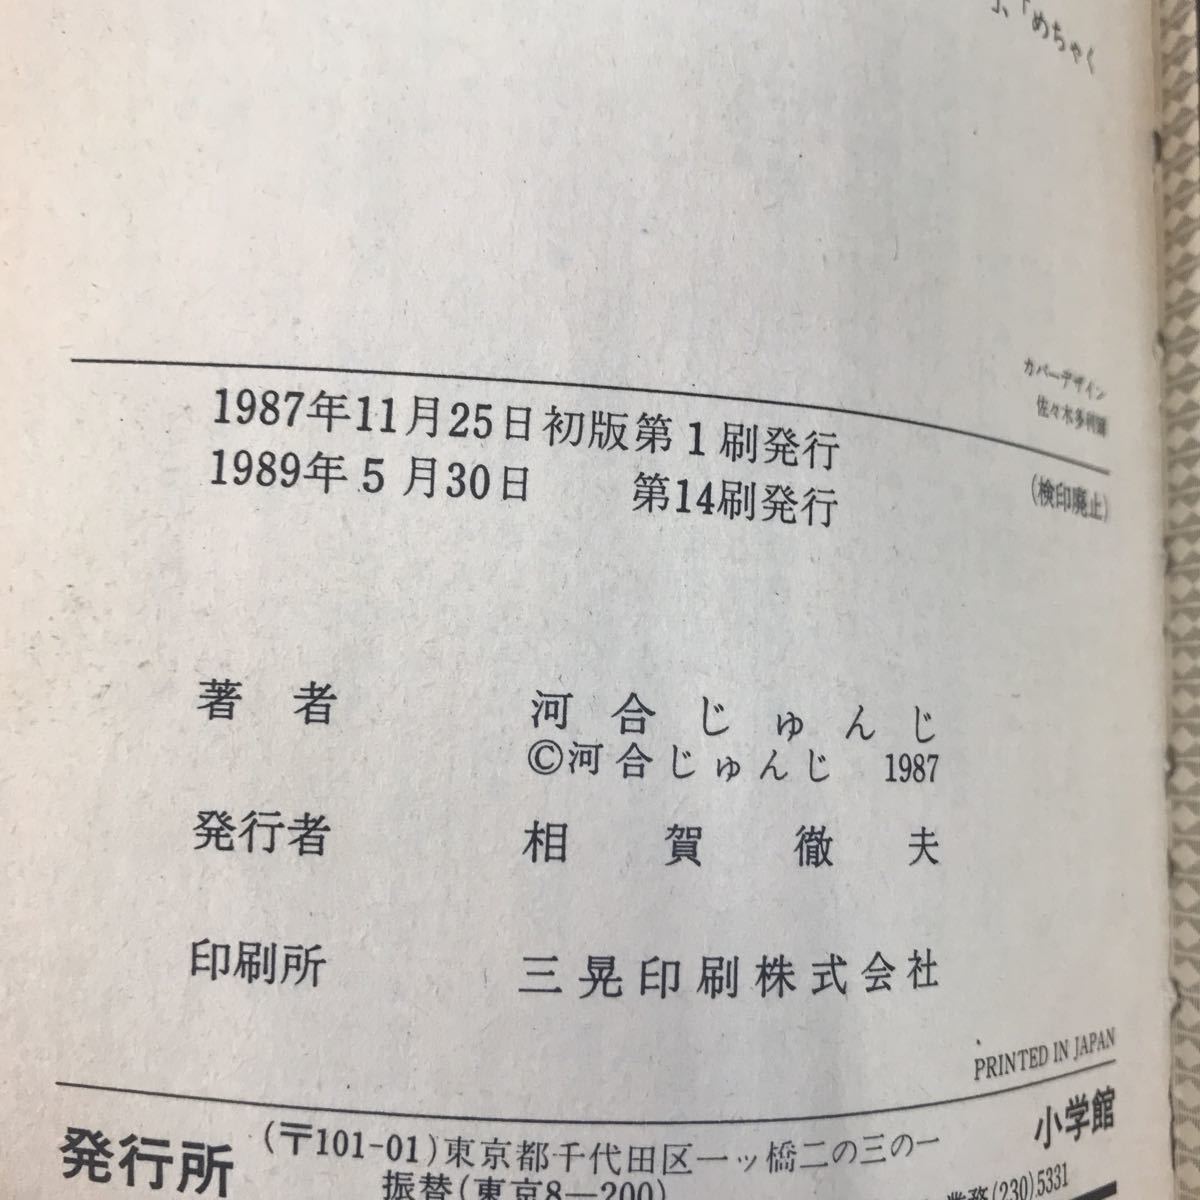 「めちゃく
カバーデザイン
佐々木多利彌
1987年11月25日初版第1刷発行
1989年5月30日 第14刷発行
(検印廃止)
著者 河合じゅんじ
©河合じゅんじ 1987
発行者 相賀徹夫
印刷所 三晃印刷株式会社
PRINTED IN JAPAN
発行所 (〒101-01)東京都千代田区一ッ橋二の三の一 小学館
振替(東京8—200)
業務(230)5331